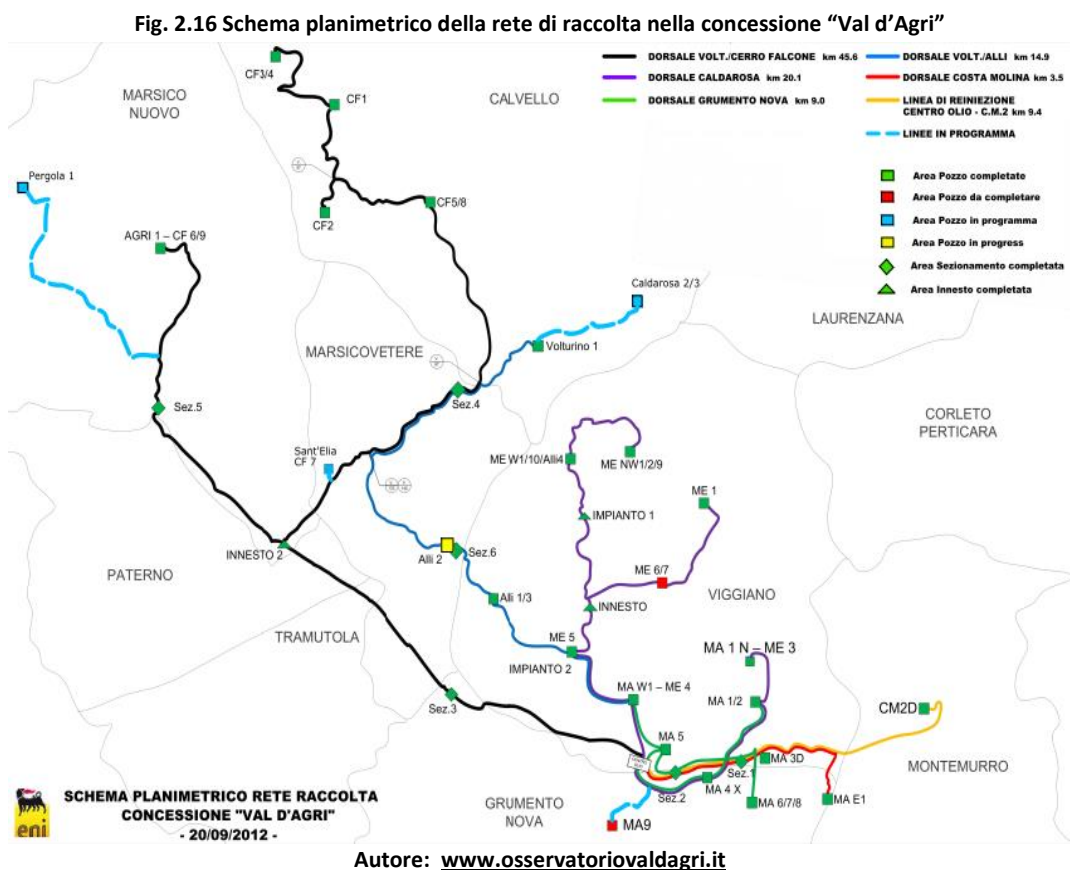 Fig. 2.16 Schema planimetrico della rete di raccolta nella concessione “Val d’Agri”
DORSALE VOLT./CERRO FALCONE km 45.6
DORSALE CALDAROSA km 20.1
DORSALE GRUMENTO NOVA km 9.0
DORSALE VOLT./ALLI km 14.9
DORSALE COSTA MOLINA km 3.5
LINEA DI REINIEZIONE
CENTRO OLIO - C.M.2 km 9.4
LINEE IN PROGRAMMA
Area Pozzo completate
Area Pozzo da completare
Area Pozzo in programma
Area Pozzo in progress
Area Sezionamento completata
Area Innesto completata
CF3/4
MARSICO
NUOVO
CF1
CALVELLO
Pergola 1
CF2
CF5/8
AGRI 1 – CF 6/9
Caldarosa 2/3
LAURENZANA
MARSICOVETERE
Volturino 1
Sez.4
Sez.5
CORLETO
PERTICARA
Sant'Elia
CF 7
ME W1/10/Alli4
ME NW1/2/9
ME 1
IMPIANTO 1
INNESTO 2
Alli 2
Sez.6
PATERNO
ME 6/7
VIGGIANO
Alli 1/3
INNESTO
TRAMUTOLA
ME 5
IMPIANTO 2
MA 1 N – ME 3
MA W1 – ME 4
MA 1/2
Sez.3
CM2D
MA 5
Sez.1
MA 3D
MONTEMURRO
Sez.2
MA 4 X
MA 6/7/8
MA E1
GRUMENTO
NOVA
MA9
eni
SCHEMA PLANIMETRICO RETE RACCOLTA
CONCESSIONE "VAL D'AGRI"
- 20/09/2012 -
Autore: www.osservatoriovaldagri.it